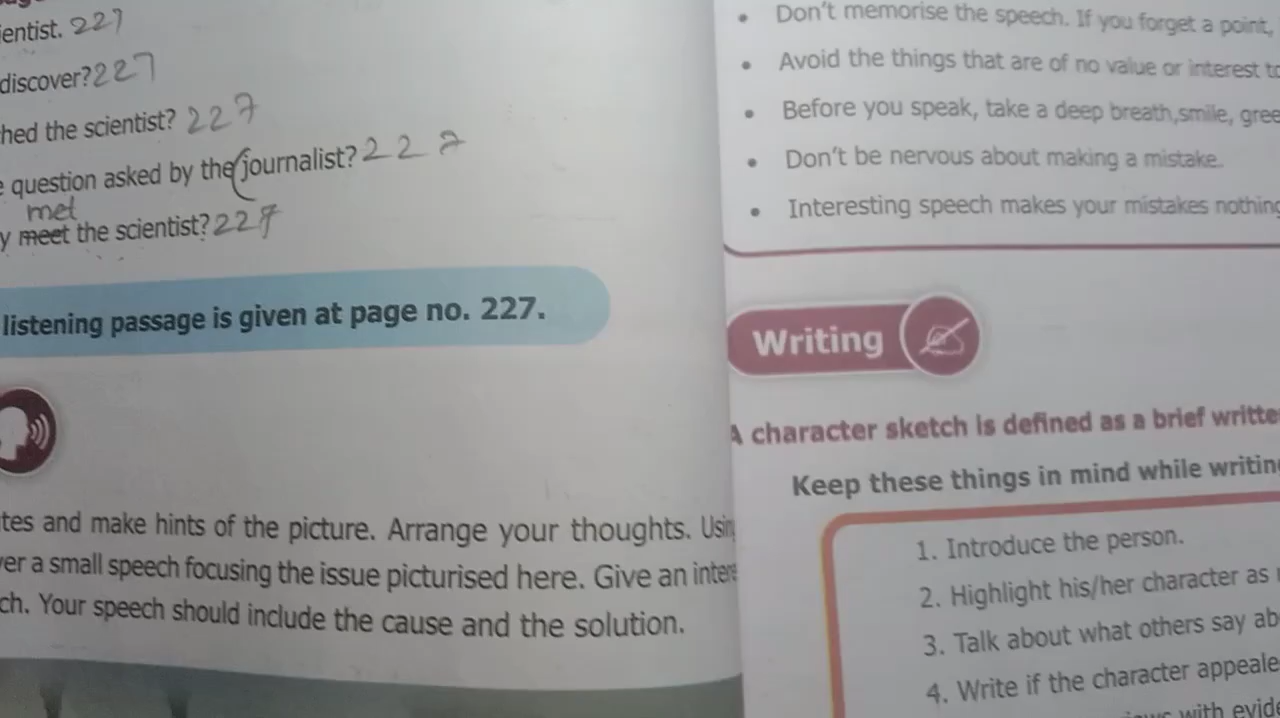 ientist. 227
discover? 227
hed the scientist? 227
question asked by the journalist? 227
met
y meet the scientist? 227
listening passage is given at page no. 227.
tes and make hints of the picture. Arrange your thoughts. Usin
ver a small speech focusing the issue picturised here. Give an intere
ch. Your speech should include the cause and the solution.
• Don't memorise the speech. If you forget a point,
• Avoid the things that are of no value or interest to
• Before you speak, take a deep breath,smile, gree
• Don't be nervous about making a mistake.
• Interesting speech makes your mistakes nothing
Writing
A character sketch is defined as a brief writte
Keep these things in mind while writing
1. Introduce the person.
2. Highlight his/her character as
3. Talk about what others say ab
4. Write if the character appeale
with evide